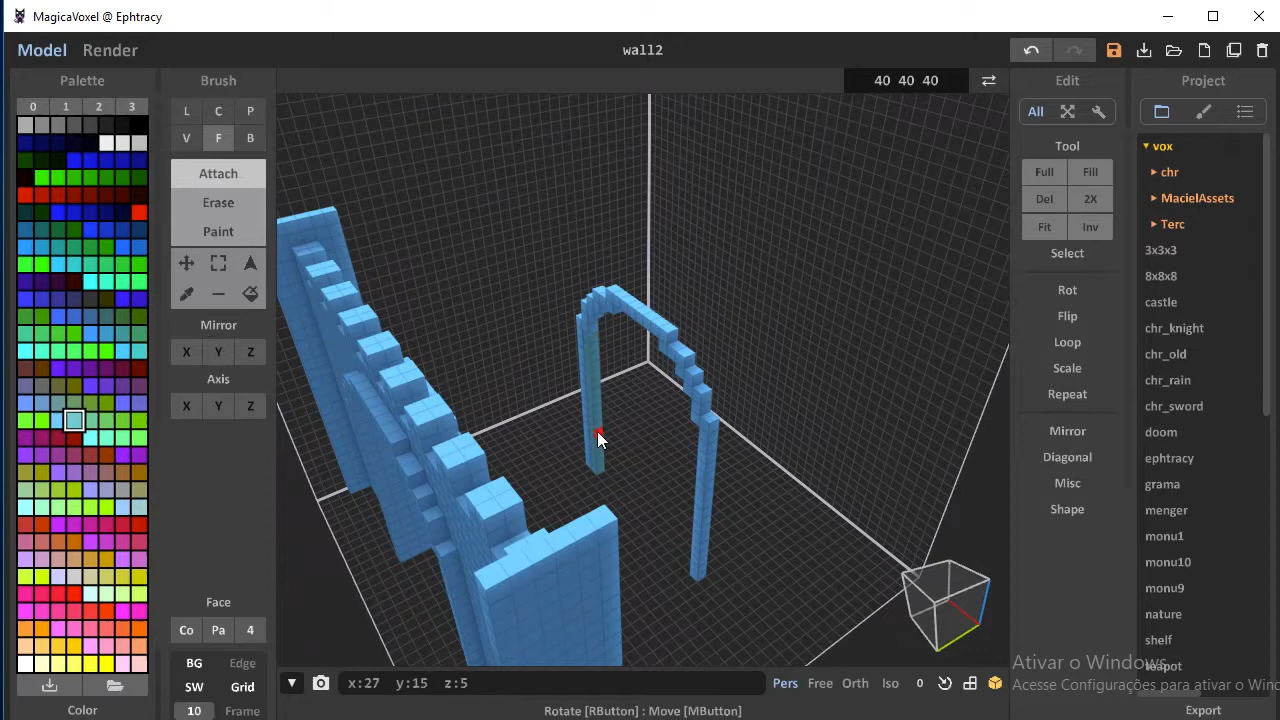 MagicaVoxel @ Ephtracy
Model Render wall2
Palette Brush 40 40 40 Edit Project
0 1 2 3
L C P
V F B
All
Attach
Erase
Paint
Tool
Full Fill
Del 2X
Fit Inv
Select
vox
chr
MacielAssets
Terc
3x3x3
8x8x8
castle
chr_knight
chr_old
chr_rain
chr_sword
doom
ephtracy
grama
menger
monu1
monu10
monu9
nature
shelf
teapot
Mirror
X Y Z
Axis
X Y Z
Rot
Flip
Loop
Scale
Repeat
Mirror
Diagonal
Misc
Shape
Face
Co Pa 4
BG Edge
SW Grid
10 Frame
Color
x:27 y:15 z:5
Pers Free Orth Iso 0
Rotate [RButton] : Move [MButton]
Export
Ativar o Windows
Acesse Configurações para ativar o Win